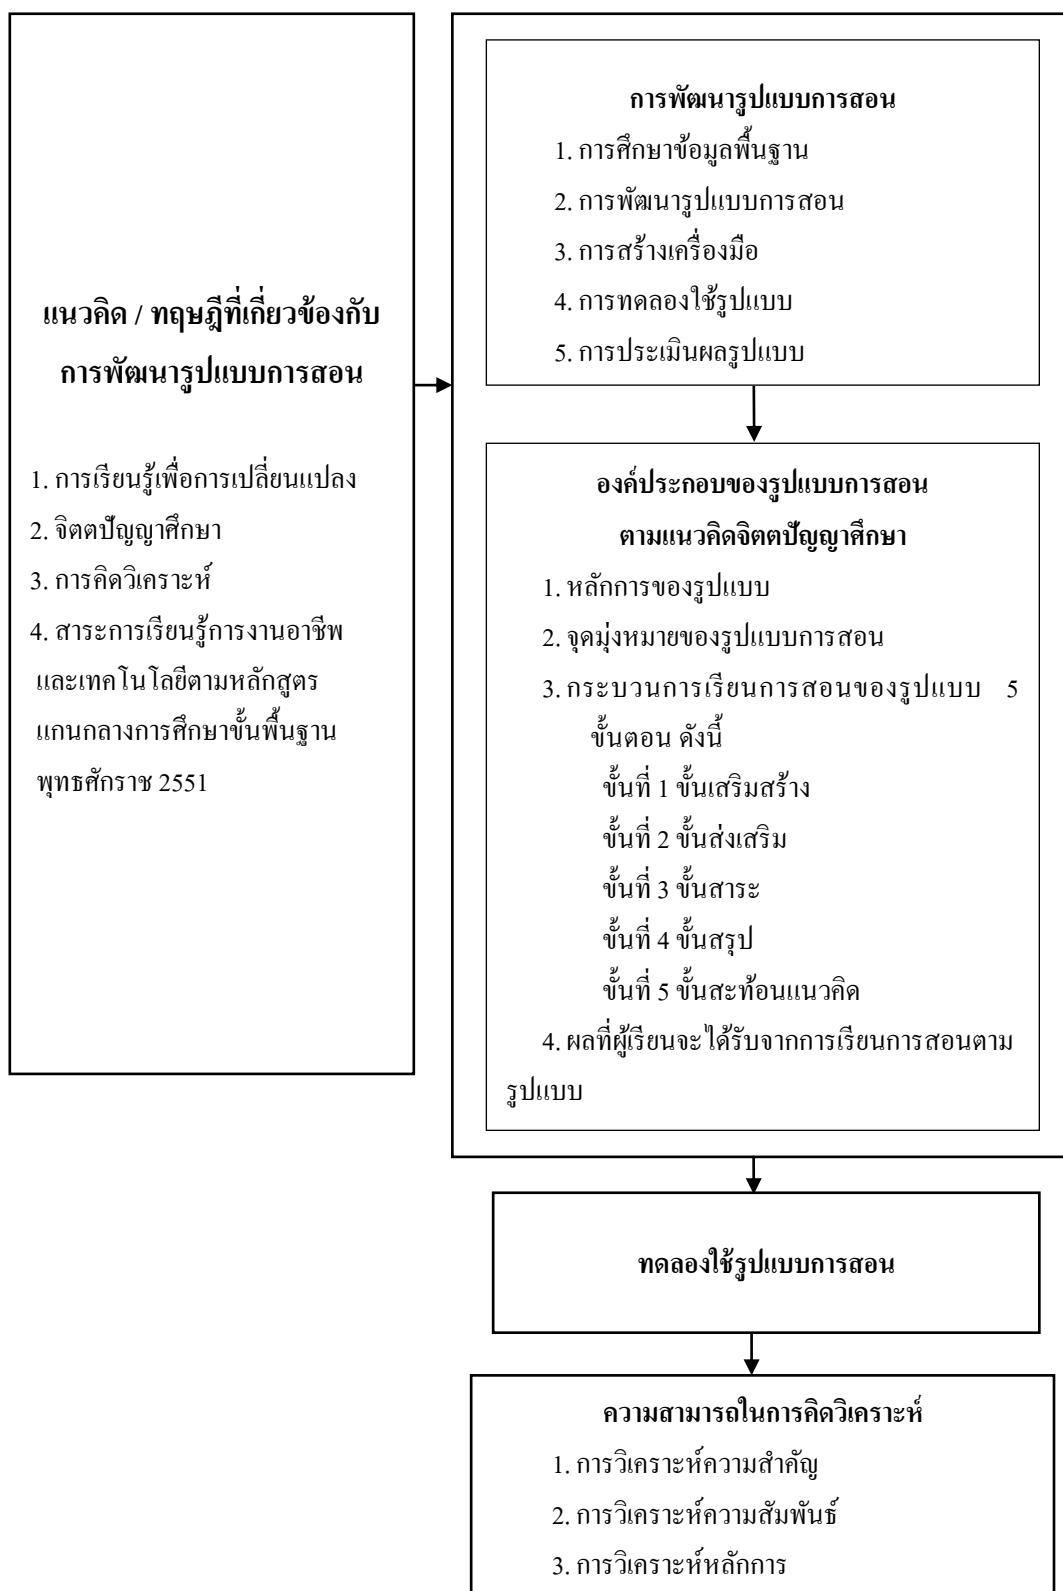 แนวคิด / ทฤษฎีที่เกี่ยวข้องกับ
การพัฒนารูปแบบการสอน
1. การเรียนรู้เพื่อการเปลี่ยนแปลง
2. จิตตปัญญาศึกษา
3. การคิดวิเคราะห์
4. สาระการเรียนรู้การงานอาชีพ
และเทคโนโลยีตามหลักสูตร
แกนกลางการศึกษาขั้นพื้นฐาน
พุทธศักราช 2551
การพัฒนารูปแบบการสอน
1. การศึกษาข้อมูลพื้นฐาน
2. การพัฒนารูปแบบการสอน
3. การสร้างเครื่องมือ
4. การทดลองใช้รูปแบบ
5. การประเมินผลรูปแบบ
องค์ประกอบของรูปแบบการสอน
ตามแนวคิดจิตตปัญญาศึกษา
1. หลักการของรูปแบบ
2. จุดมุ่งหมายของรูปแบบการสอน
3. กระบวนการเรียนการสอนของรูปแบบ 5
ขั้นตอน ดังนี้
ขั้นที่ 1 ขั้นเสริมสร้าง
ขั้นที่ 2 ขั้นส่งเสริม
ขั้นที่ 3 ขั้นสาระ
ขั้นที่ 4 ขั้นสรุป
ขั้นที่ 5 ขั้นสะท้อนแนวคิด
4. ผลที่ผู้เรียนจะได้รับจากการเรียนการสอนตาม
รูปแบบ
ทดลองใช้รูปแบบการสอน
ความสามารถในการคิดวิเคราะห์
1. การวิเคราะห์ความสำคัญ
2. การวิเคราะห์ความสัมพันธ์
3. การวิเคราะห์หลักการ